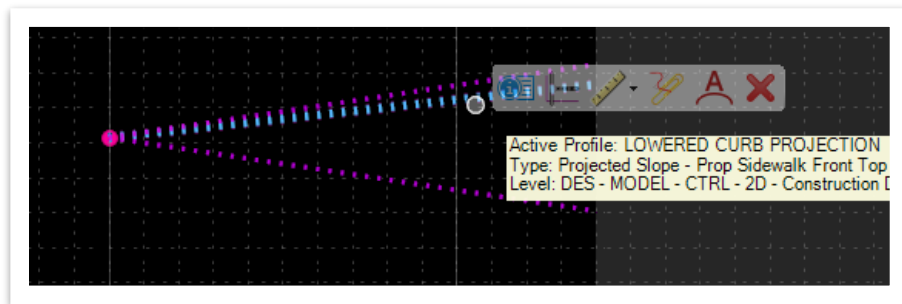 Active Profile: LOWERED CURB PROJECTION
Type: Projected Slope - Prop Sidewalk Front Top
Level: DES - MODEL - CTRL - 2D - Construction